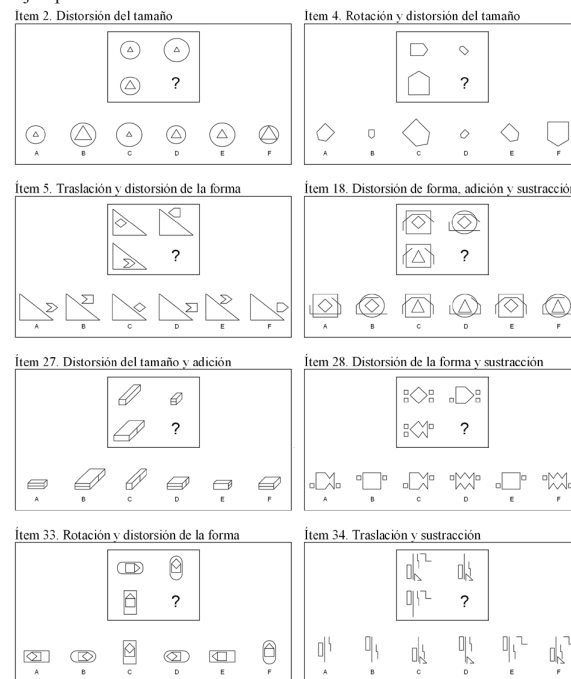 Ítem 2. Distorsión del tamaño
?
A B C D E F
Ítem 4. Rotación y distorsión del tamaño
?
A B C D E F
Ítem 5. Traslación y distorsión de la forma
?
A B C D E F
Ítem 18. Distorsión de forma, adición y sustracción
?
A B C D E F
Ítem 27. Distorsión del tamaño y adición
?
A B C D E F
Ítem 28. Distorsión de la forma y sustracción
?
A B C D E F
Ítem 33. Rotación y distorsión de la forma
?
A B C D E F
Ítem 34. Traslación y sustracción
?
A B C D E F